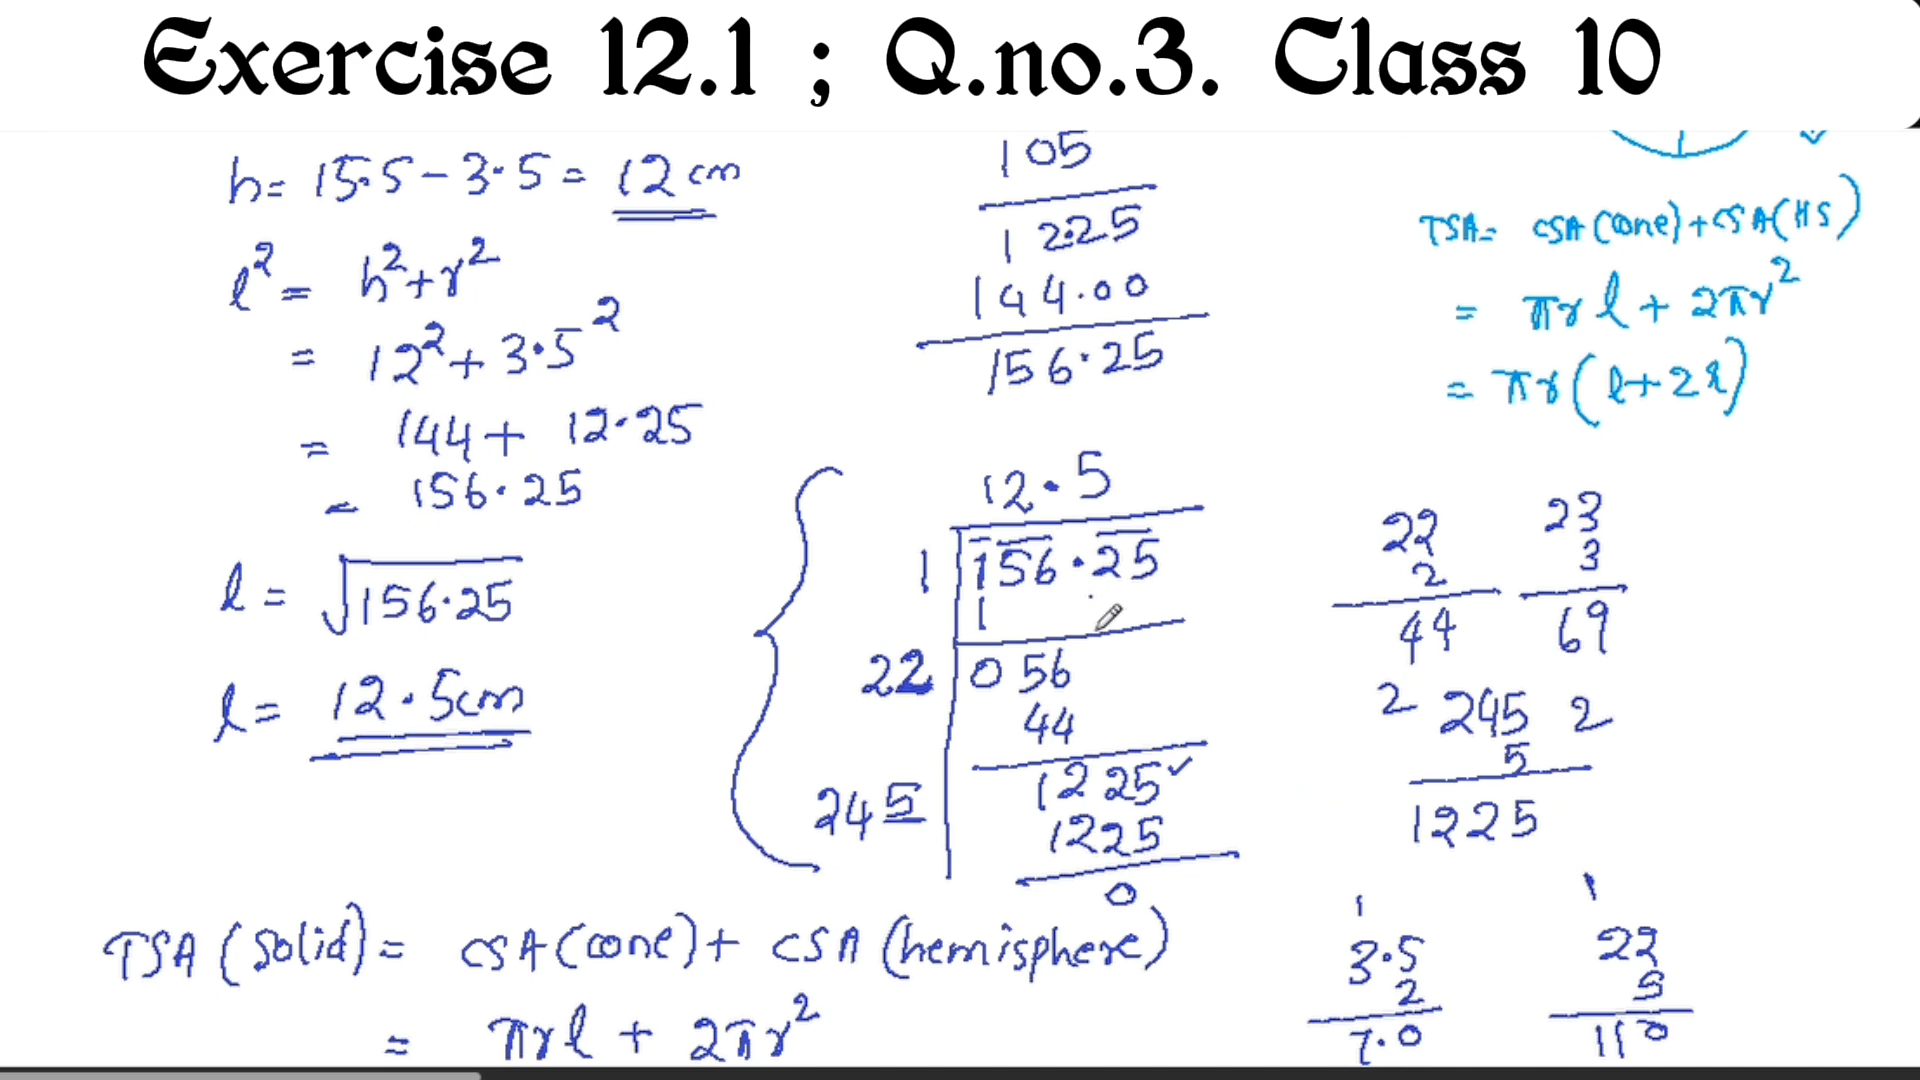 Exercise 12.1 ; Q.no.3. Class 10
h= 15.5 - 3.5 = 12 cm
l² = h²+r²
= 12² + 3.5²
= 144 + 12.25
= 156.25
l = √156.25
l = 12.5cm
105
1225
144.00
156.25
12.5
1 156.25
1
22 056
44
245 1225✓
1225
0
TSA= CSA(cone)+CSA(HS)
= πrl + 2πr²
= πr(l+2r)
22 23
2 3
44 69
2 245 2
5
1225
1 1
3.5 22
2 5
7.0 110
TSA (solid)= CSA(cone)+ CSA (hemisphere)
= πrl + 2πr²